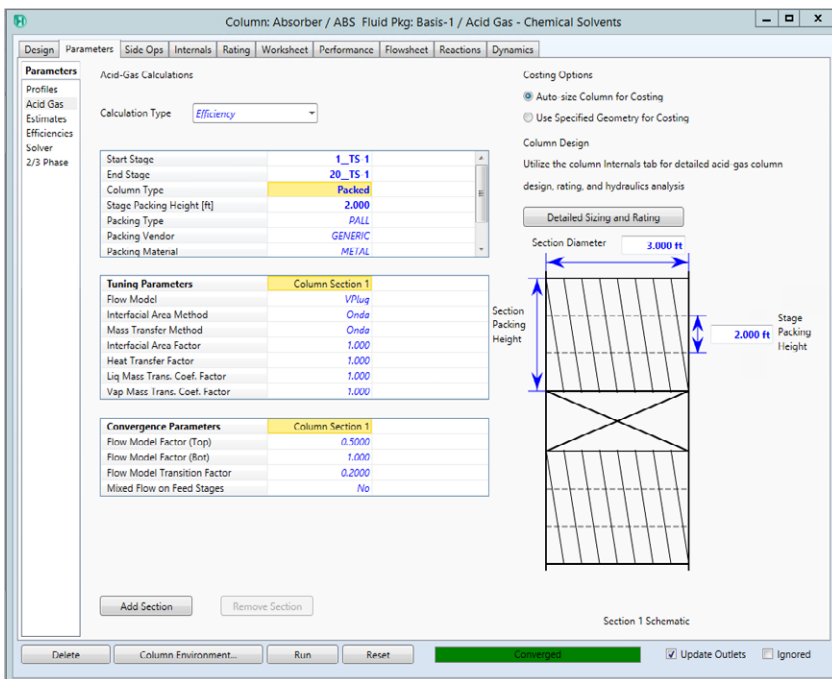 Column: Absorber / ABS Fluid Pkg: Basis-1 / Acid Gas - Chemical Solvents
Design Parameters Side Ops Internals Rating Worksheet Performance Flowsheet Reactions Dynamics
Parameters
Profiles
Acid Gas
Estimates
Efficiencies
Solver
2/3 Phase
Acid-Gas Calculations
Calculation Type Efficiency
Start Stage 1_TS-1
End Stage 20_TS-1
Column Type Packed
Stage Packing Height [ft] 2.000
Packing Type PALL
Packing Vendor GENERIC
Packing Material METAL
Tuning Parameters Column Section 1
Flow Model VPlug
Interfacial Area Method Onda
Mass Transfer Method Onda
Interfacial Area Factor 1.000
Heat Transfer Factor 1.000
Liq Mass Trans. Coef. Factor 1.000
Vap Mass Trans. Coef. Factor 1.000
Convergence Parameters Column Section 1
Flow Model Factor (Top) 0.5000
Flow Model Factor (Bot) 1.000
Flow Model Transition Factor 0.2000
Mixed Flow on Feed Stages No
Add Section Remove Section
Costing Options
Auto-size Column for Costing
Use Specified Geometry for Costing
Column Design
Utilize the column Internals tab for detailed acid-gas column
design, rating, and hydraulics analysis
Detailed Sizing and Rating
Section Diameter 3.000 ft
Section
Packing
Height
2.000 ft
Stage
Packing
Height
Section 1 Schematic
Delete Column Environment... Run Reset Converged Update Outlets Ignored